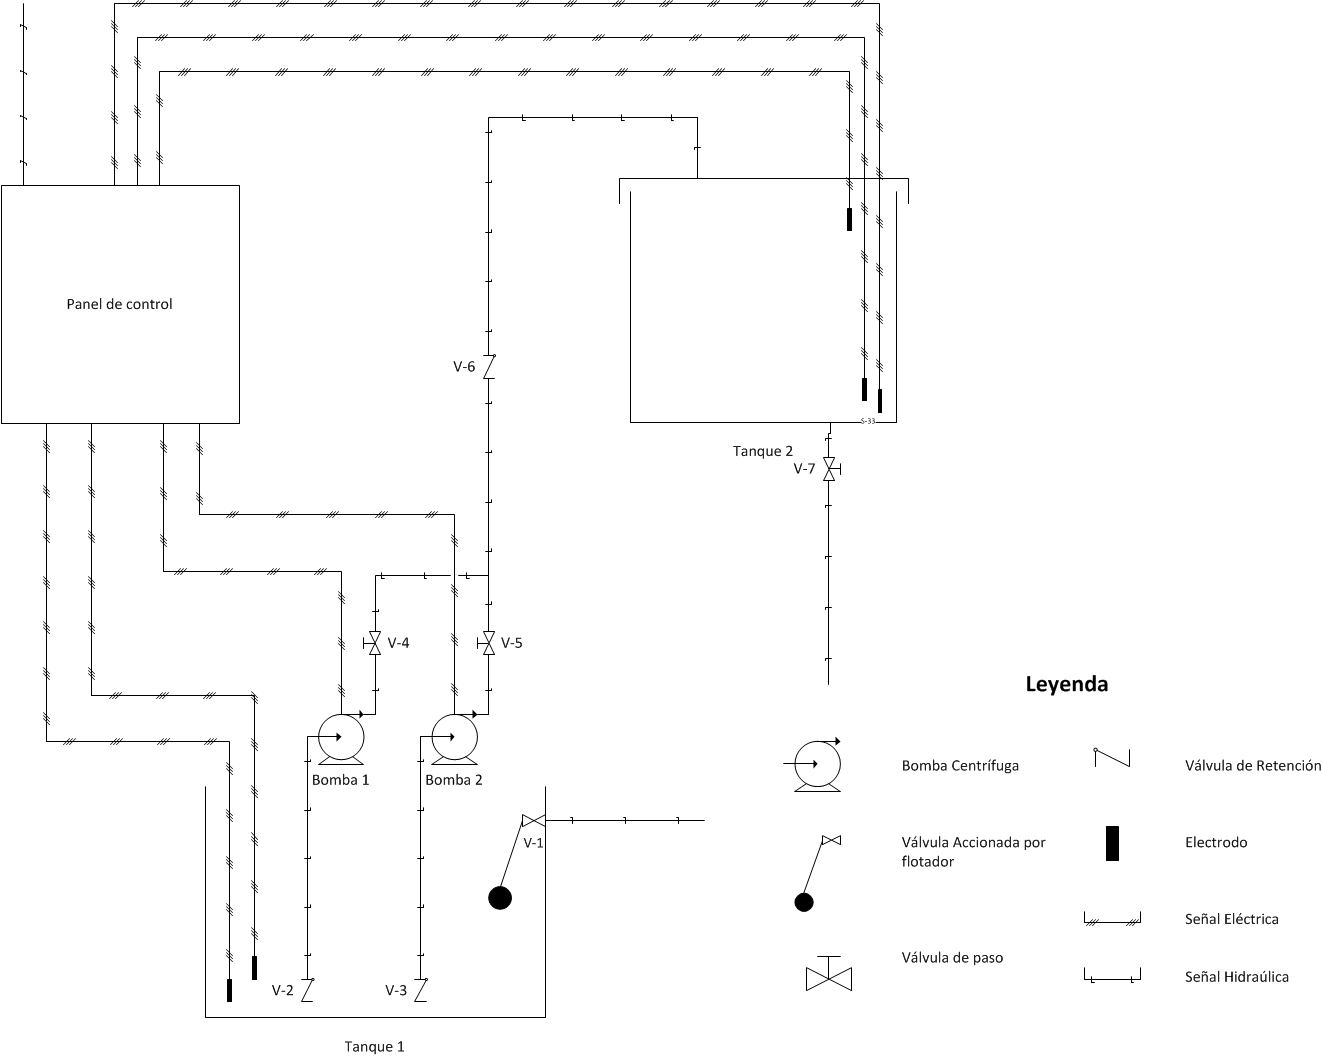 Panel de control
V-6
S-33
Tanque 2
V-7
V-4
V-5
Bomba 1
Bomba 2
V-1
V-2
V-3
Tanque 1
Leyenda
Bomba Centrífuga
Válvula de Retención
Válvula Accionada por
flotador
Electrodo
Señal Eléctrica
Válvula de paso
Señal Hidraúlica